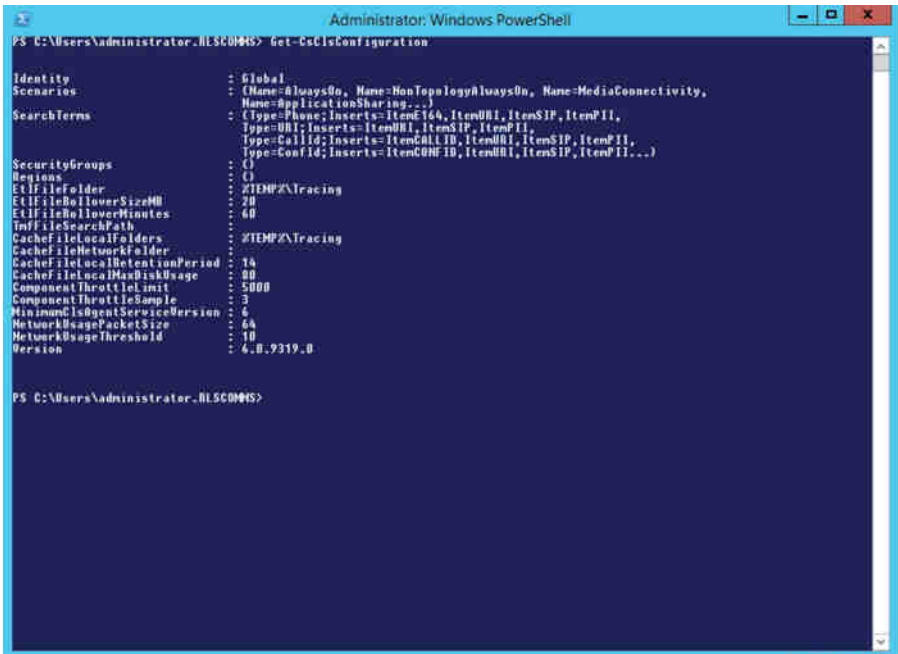 Administrator: Windows PowerShell
PS C:\Users\administrator.ALSCOMMS> Get-CsClsConfiguration
Identity : Global
Scenarios : {Name=AlwaysOn, Name=NonTopologyAlwaysOn, Name=MediaConnectivity,
Name=ApplicationSharing...}
SearchTerms : {Type=Phone;Inserts=ItemE164,ItemURI,ItemSIP,ItemPII,
Type=URI;Inserts=ItemURI,ItemSIP,ItemPII,
Type=CallId;Inserts=ItemCALLID,ItemURI,ItemSIP,ItemPII,
Type=ConfId;Inserts=ItemCONFID,ItemURI,ItemSIP,ItemPII...}
SecurityGroups : {}
Regions : {}
EtlFileFolder : %TEMP%\Tracing
EtlFileRolloverSizeMB : 20
EtlFileRolloverMinutes : 60
TmfFileSearchPath :
CacheFileLocalFolders : %TEMP%\Tracing
CacheFileNetworkFolder :
CacheFileLocalRetentionPeriod : 14
CacheFileLocalMaxDiskUsage : 80
ComponentThrottleLimit : 5000
ComponentThrottleSample : 3
MinimumClsAgentServiceVersion : 6
NetworkUsagePacketSize : 64
NetworkUsageThreshold : 10
Version : 6.0.9319.0
PS C:\Users\administrator.ALSCOMMS>